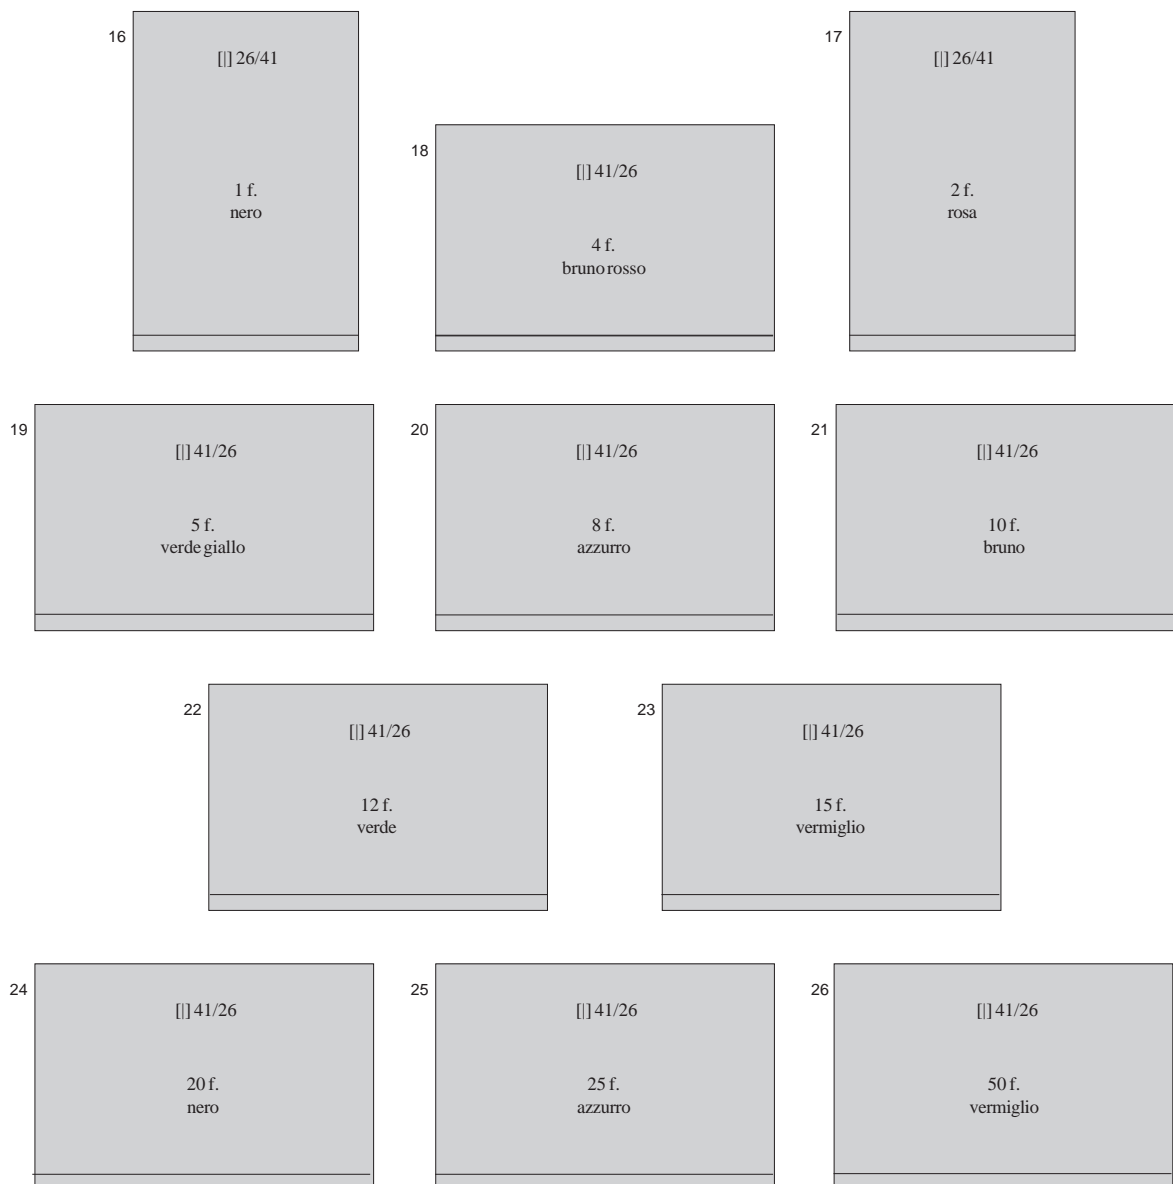 16
[|] 26/41
1 f.
nero
17
[|] 26/41
2 f.
rosa
18
[|] 41/26
4 f.
bruno rosso
19
[|] 41/26
5 f.
verde giallo
20
[|] 41/26
8 f.
azzurro
21
[|] 41/26
10 f.
bruno
22
[|] 41/26
12 f.
verde
23
[|] 41/26
15 f.
vermiglio
24
[|] 41/26
20 f.
nero
25
[|] 41/26
25 f.
azzurro
26
[|] 41/26
50 f.
vermiglio